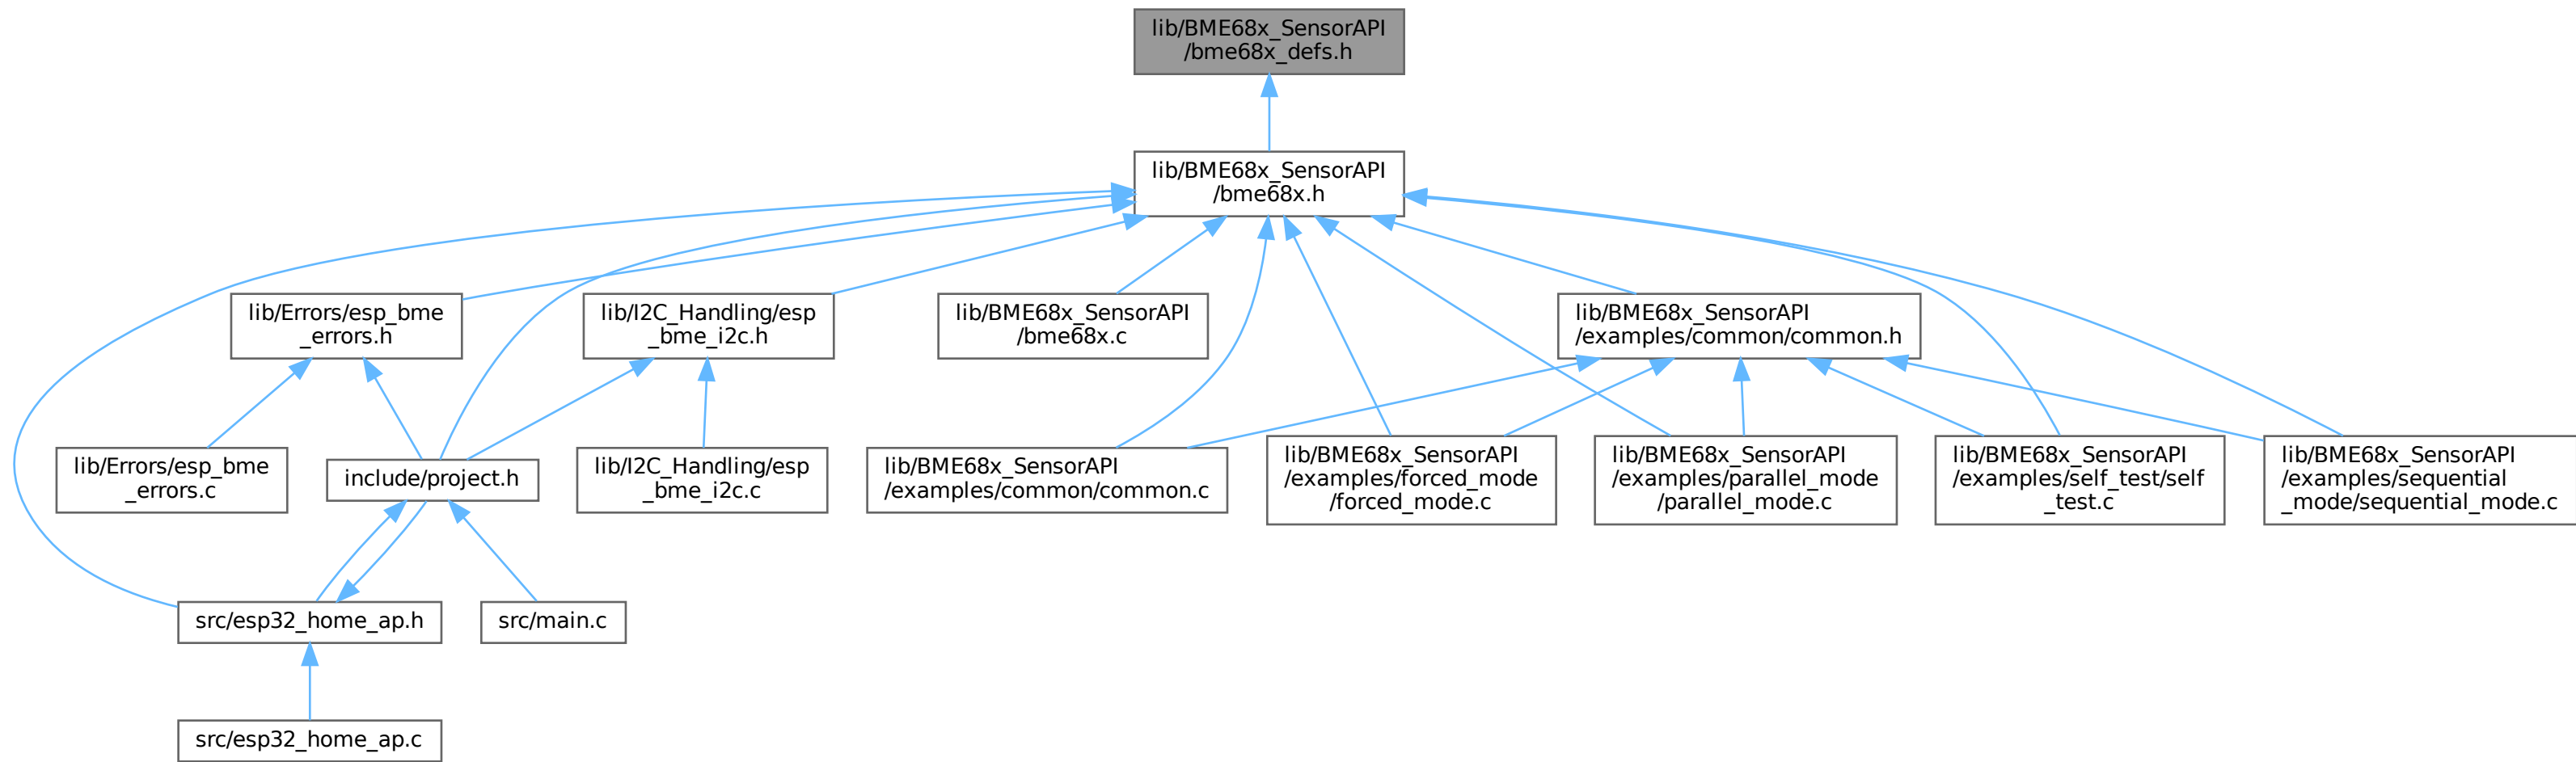 lib/BME68x_SensorAPI
/bme68x_defs.h
lib/BME68x_SensorAPI
/bme68x.h
lib/Errors/esp_bme
_errors.h
lib/I2C_Handling/esp
_bme_i2c.h
lib/BME68x_SensorAPI
/bme68x.c
lib/BME68x_SensorAPI
/examples/common/common.h
lib/Errors/esp_bme
_errors.c
include/project.h
lib/I2C_Handling/esp
_bme_i2c.c
lib/BME68x_SensorAPI
/examples/common/common.c
lib/BME68x_SensorAPI
/examples/forced_mode
/forced_mode.c
lib/BME68x_SensorAPI
/examples/parallel_mode
/parallel_mode.c
lib/BME68x_SensorAPI
/examples/self_test/self
_test.c
lib/BME68x_SensorAPI
/examples/sequential
_mode/sequential_mode.c
src/esp32_home_ap.h
src/main.c
src/esp32_home_ap.c